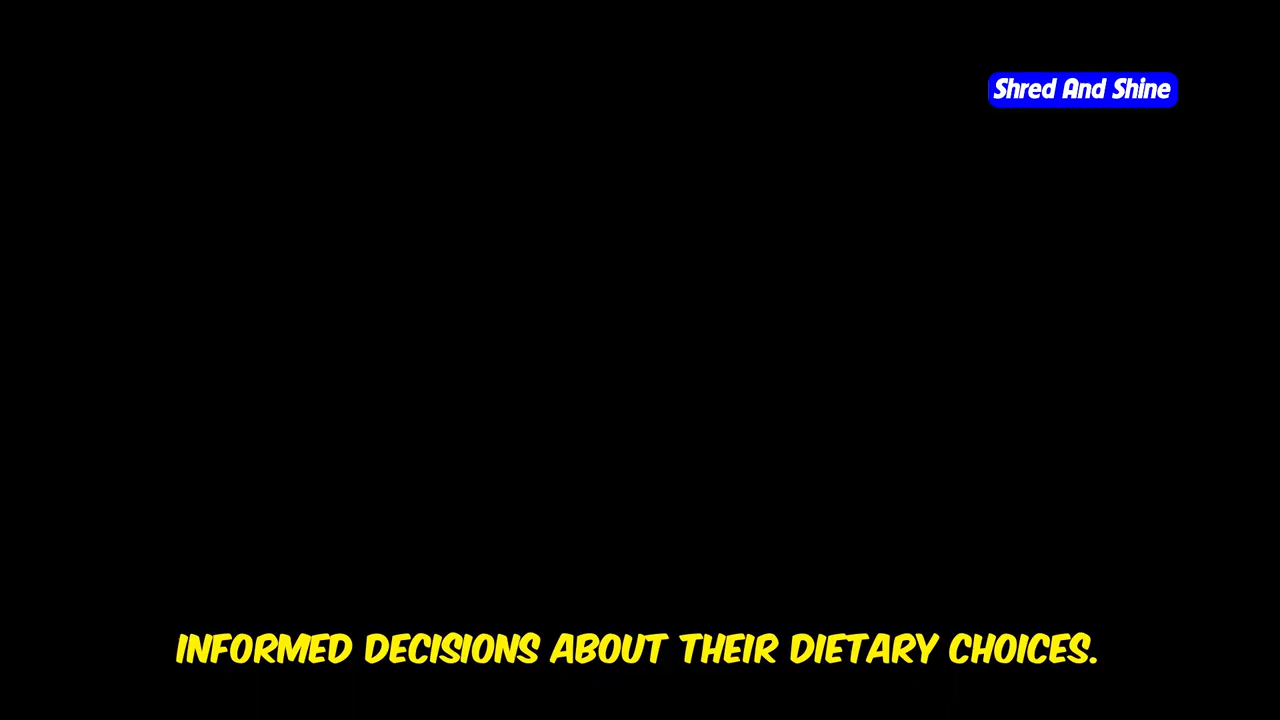 Shred And Shine
INFORMED DECISIONS ABOUT THEIR DIETARY CHOICES.